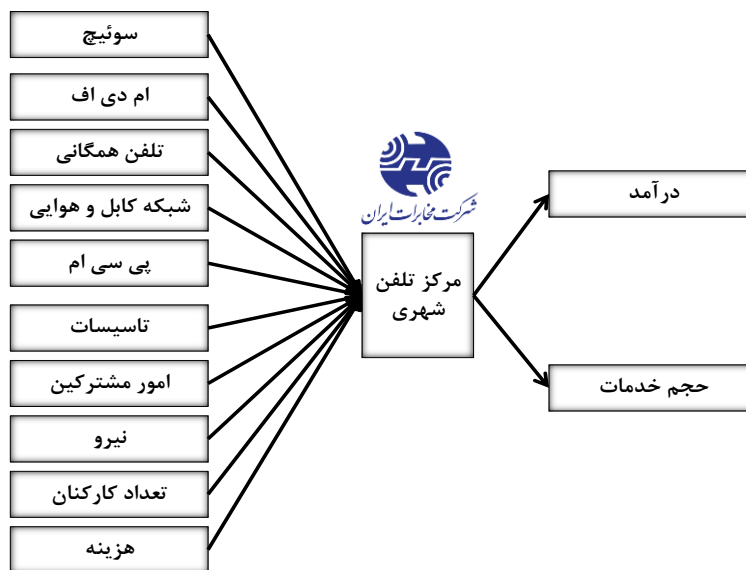 سوئیچ
ام دی اف
تلفن همگانی
شبکه کابل و هوایی
پی سی ام
تاسیسات
امور مشترکین
نیرو
تعداد کارکنان
هزینه
شرکت مخابرات ایران
مرکز تلفن
شهری
درآمد
حجم خدمات